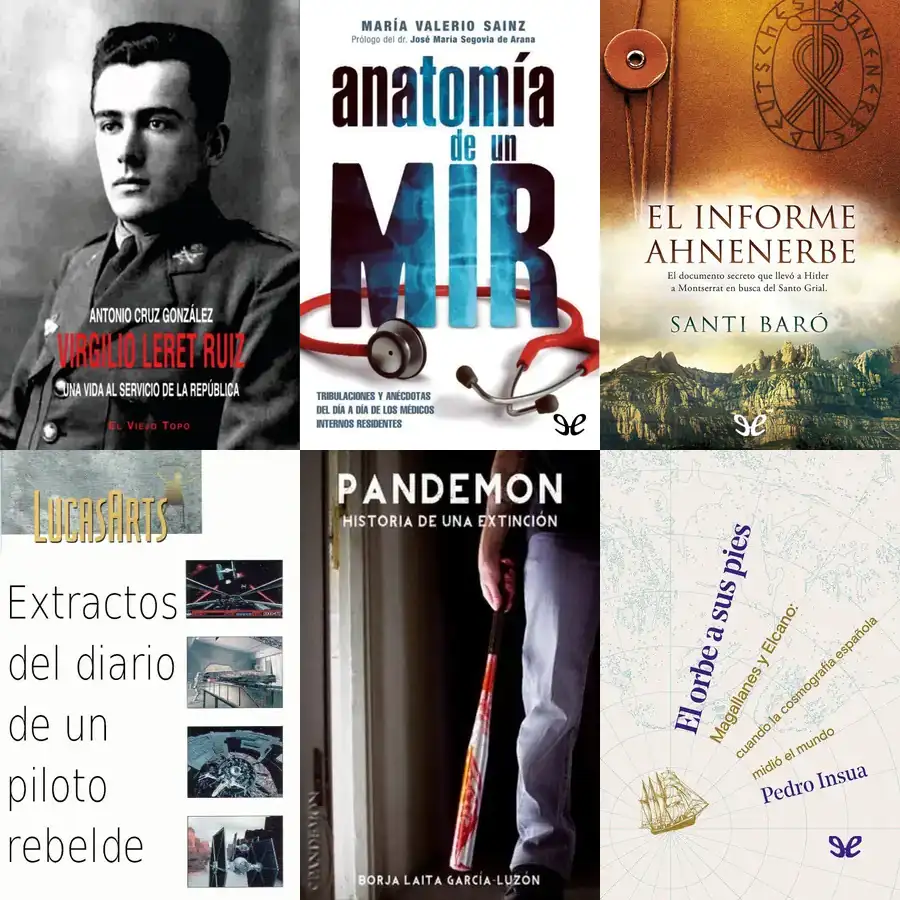 ANTONIO CRUZ GONZÁLEZ
VIRGILIO LERET RUIZ
UNA VIDA AL SERVICIO DE LA REPÚBLICA
EL VIEJO TOPO
MARÍA VALERIO SAINZ
Prólogo del dr. José María Segovia de Arana
anatomía
de un
MIR
TRIBULACIONES Y ANÉCDOTAS
DEL DÍA A DÍA DE LOS MÉDICOS
INTERNOS RESIDENTES
DEUTSCHES AHNENERBE
EL INFORME
AHNENERBE
El documento secreto que llevó a Hitler
a Montserrat en busca del Santo Grial.
SANTI BARÓ
LUCASARTS
Extractos
del diario
de un
piloto
rebelde
PANDEMON
HISTORIA DE UNA EXTINCIÓN
PANDEMON
BORJA LAITA GARCÍA-LUZÓN
El orbe a sus pies
Magallanes y Elcano:
cuando la cosmografía española
midió el mundo
Pedro Insua